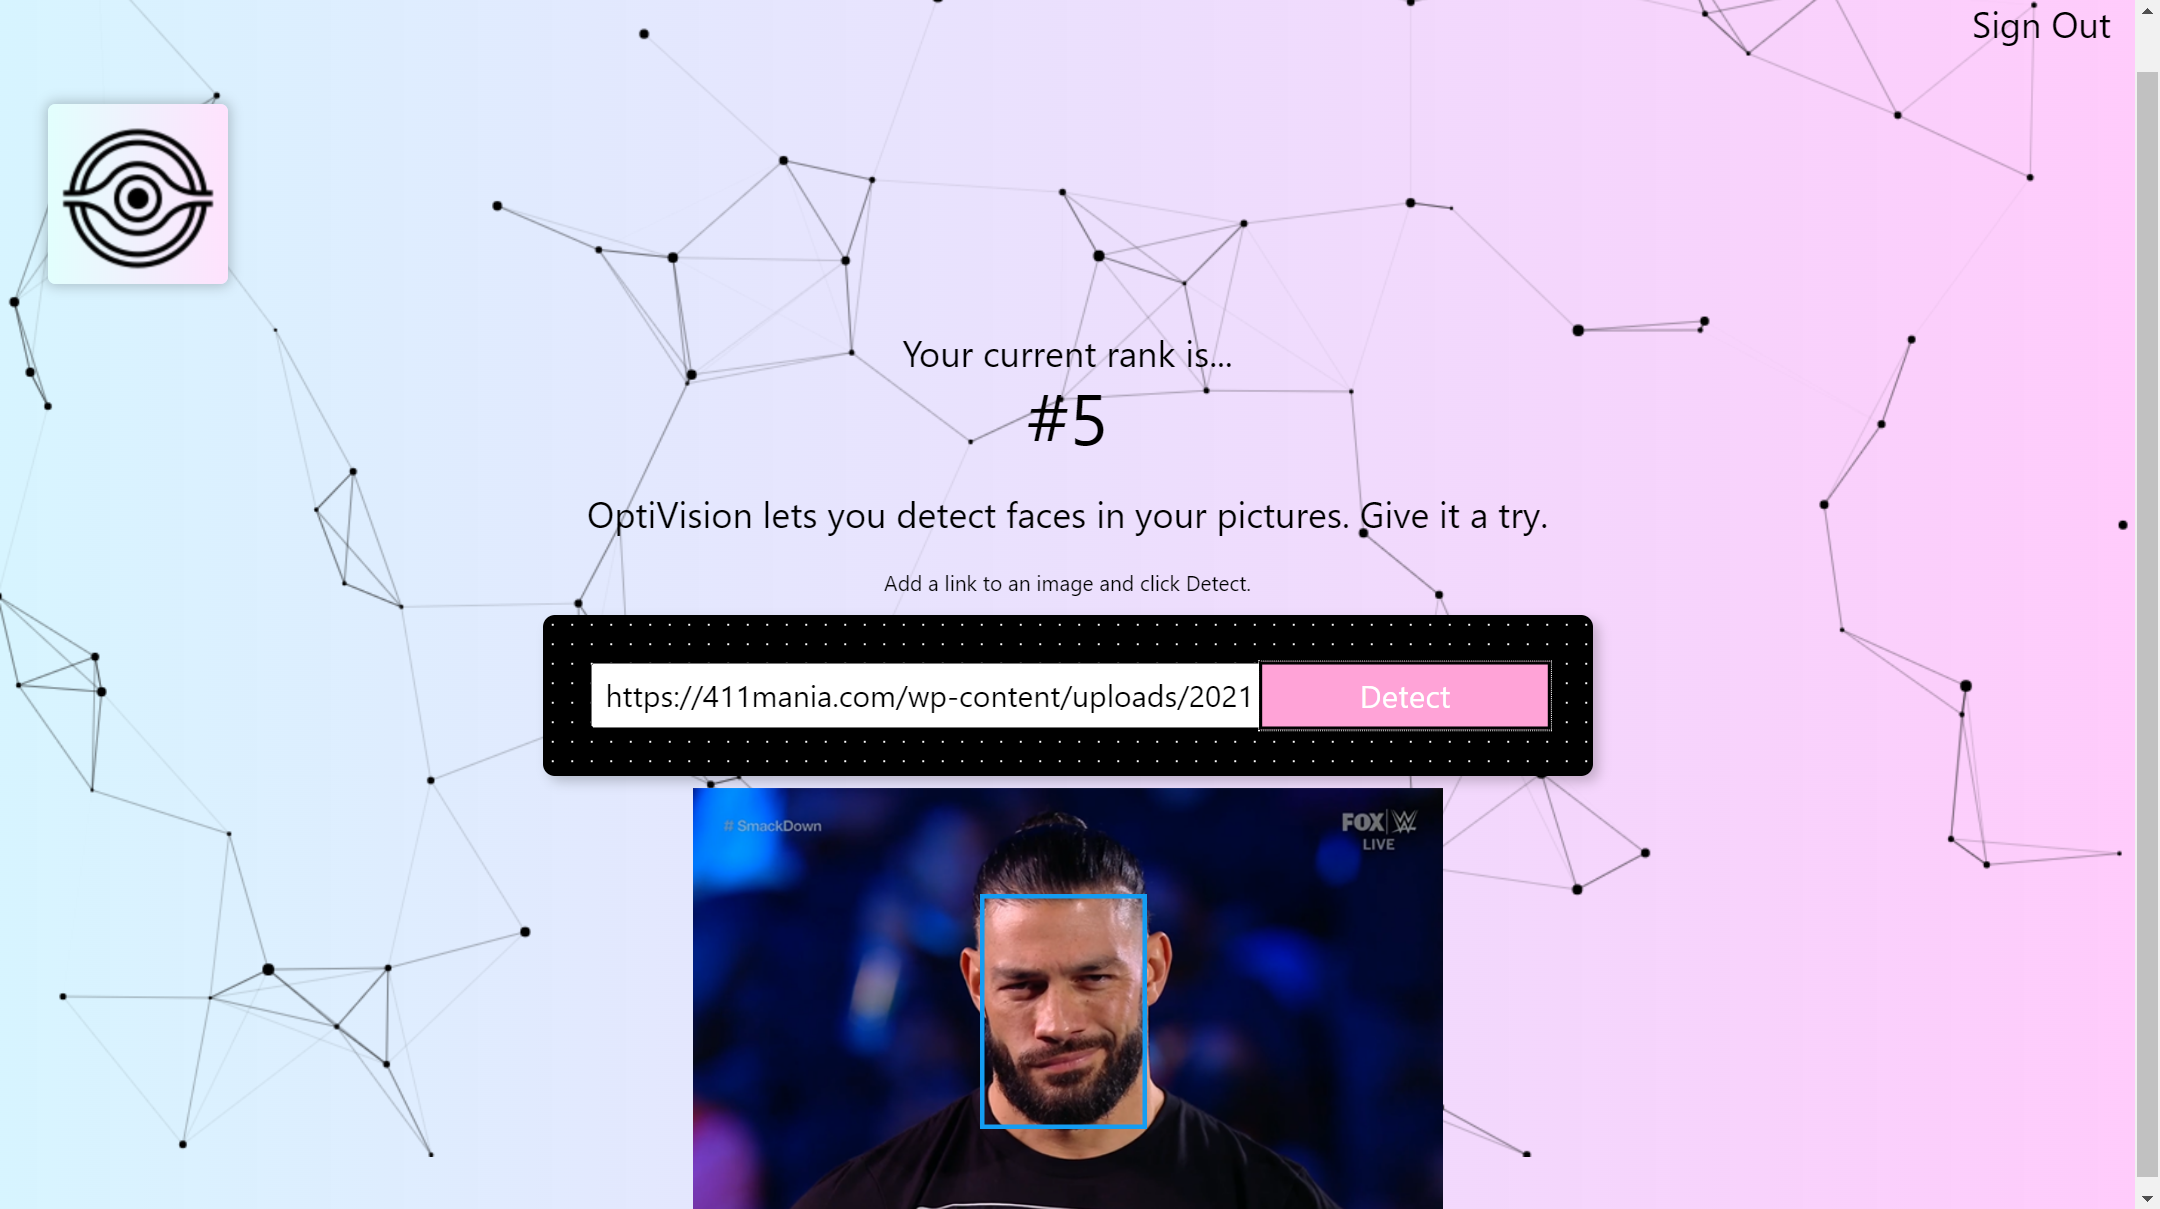 Sign Out
Your current rank is...
#5
OptiVision lets you detect faces in your pictures. Give it a try.
Add a link to an image and click Detect.
https://411mania.com/wp-content/uploads/2021
Detect
# SmackDown
FOX W
LIVE